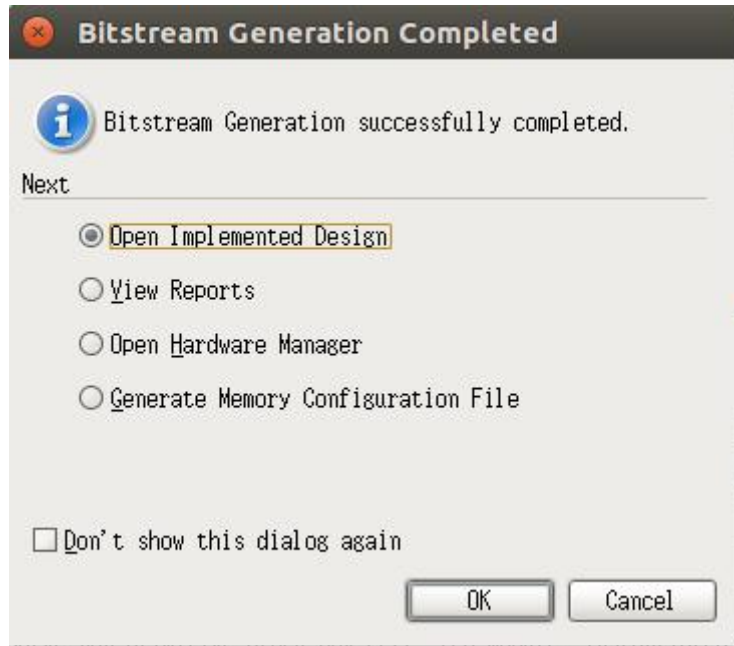 Bitstream Generation Completed
Bitstream Generation successfully completed.
Next
Open Implemented Design
View Reports
Open Hardware Manager
Generate Memory Configuration File
Don't show this dialog again
OK Cancel